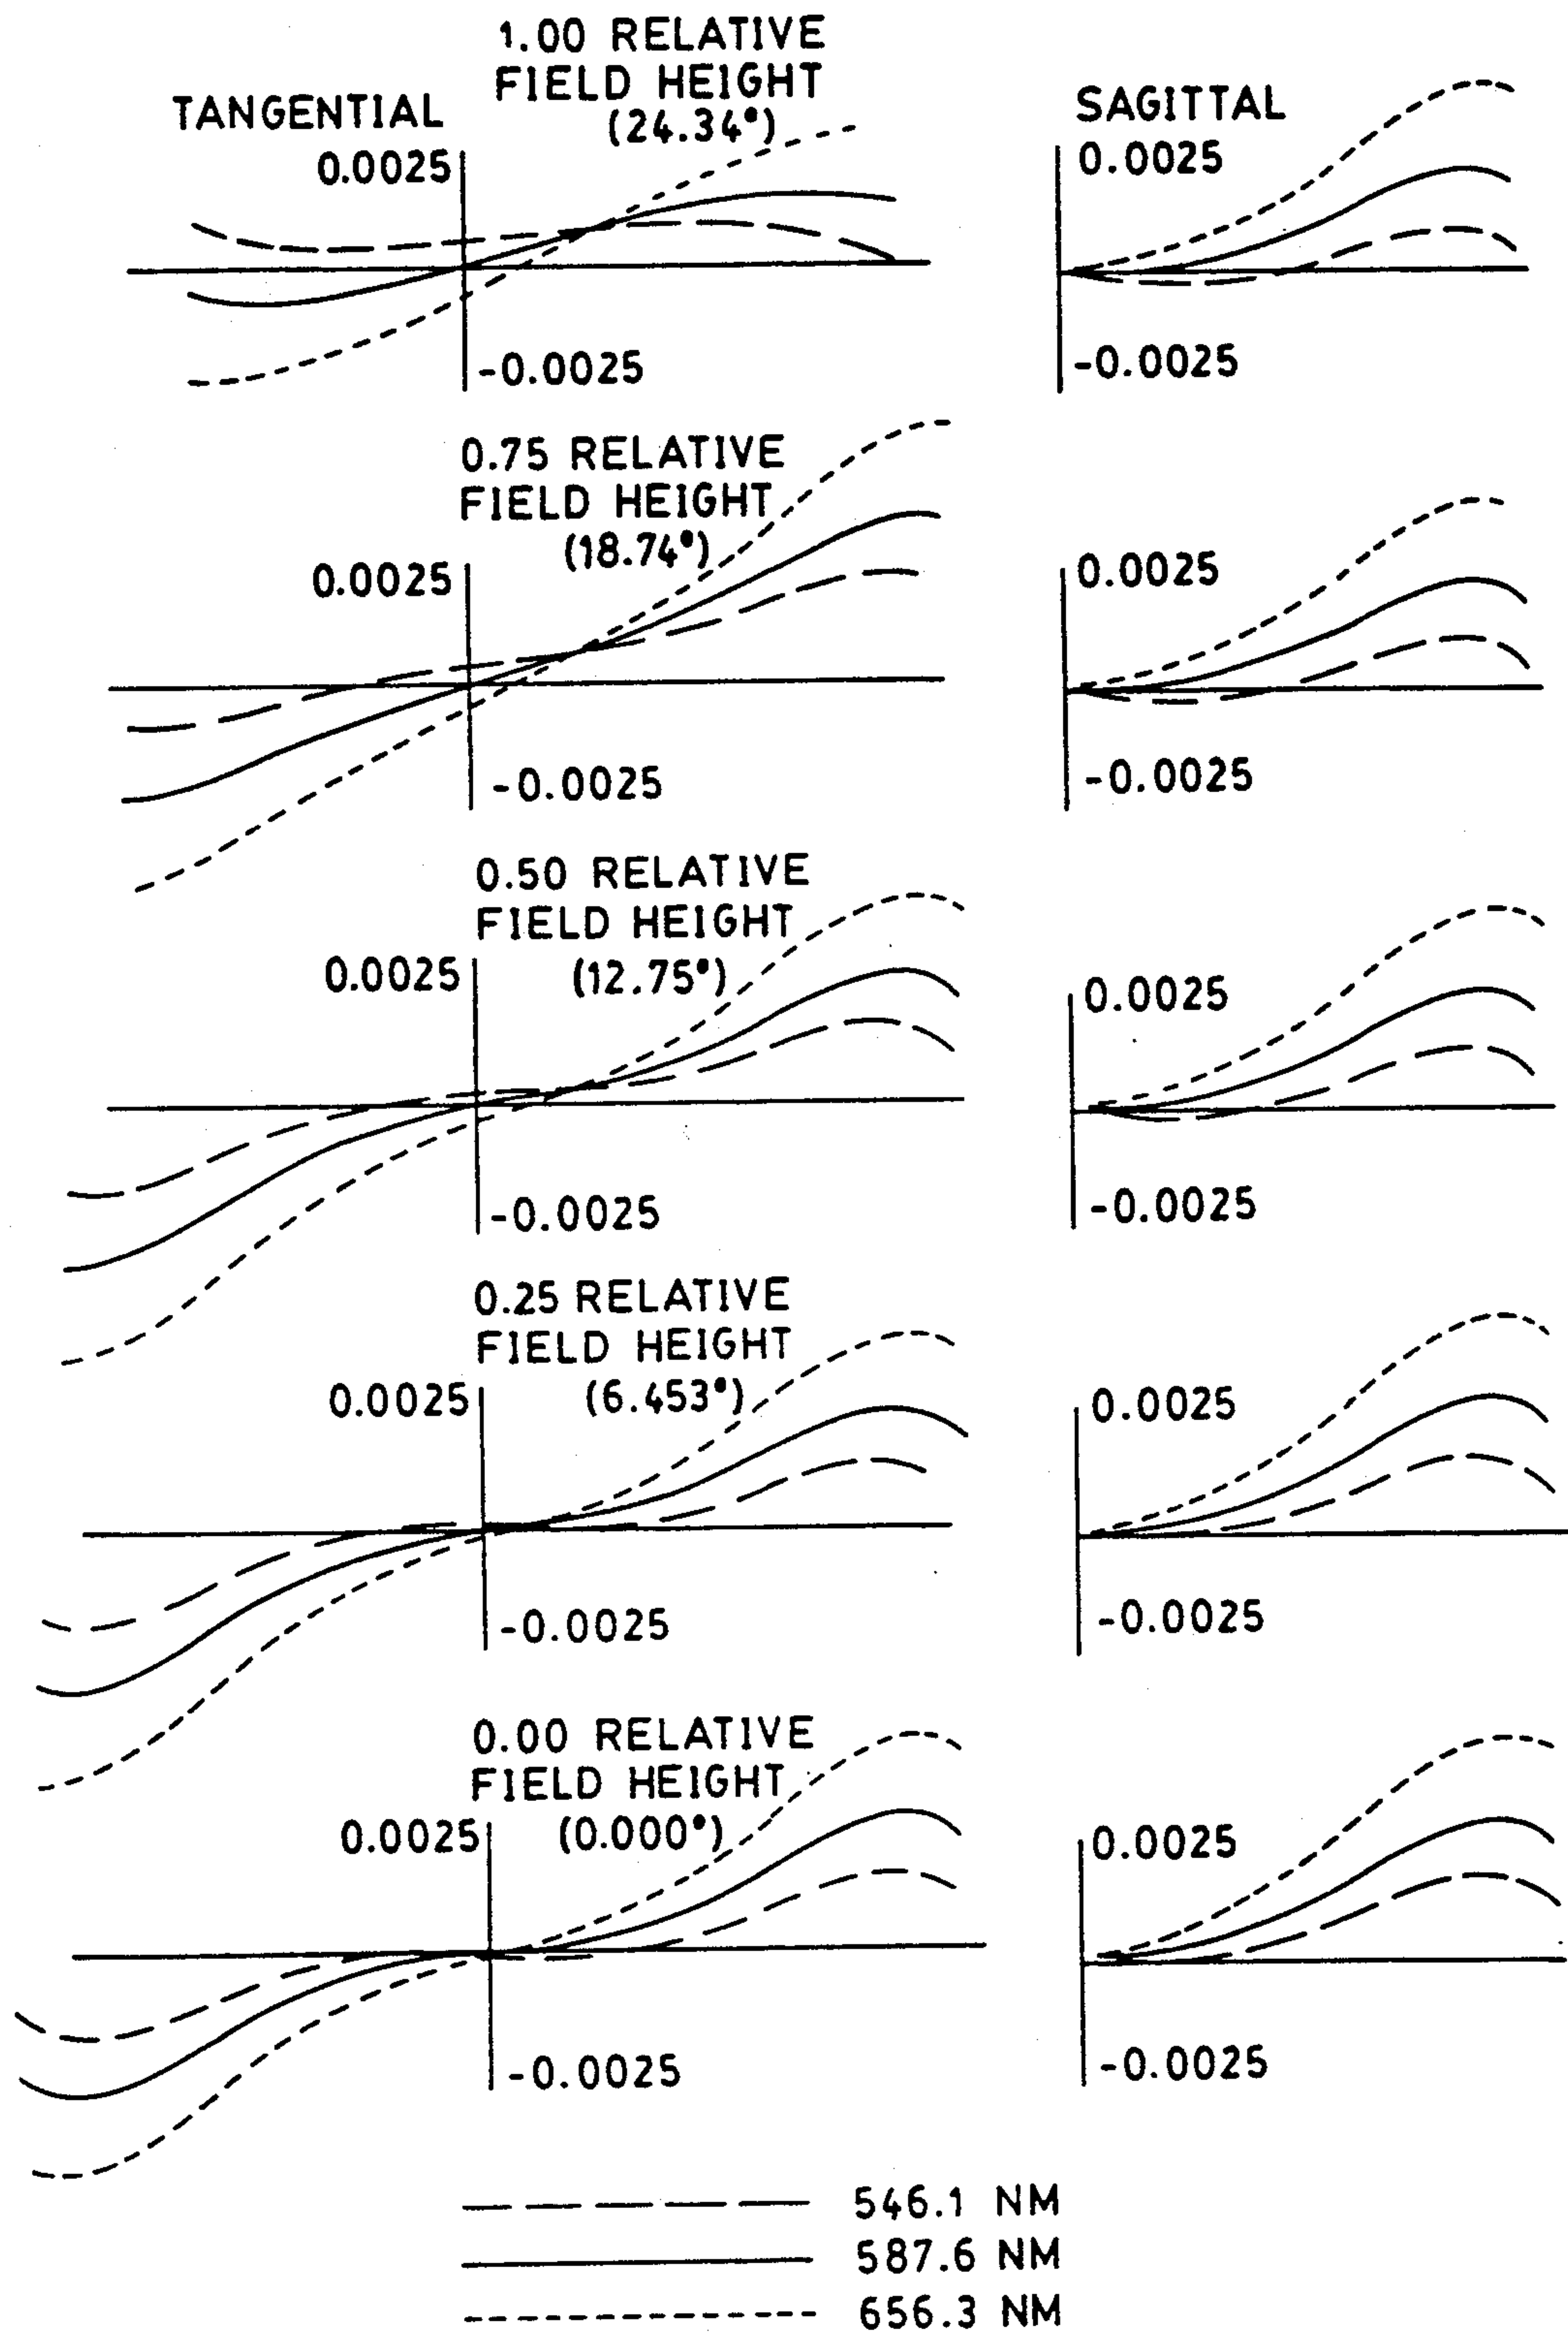 1.00 RELATIVE
FIELD HEIGHT
(24.34°)
TANGENTIAL
SAGITTAL
0.0025
-0.0025
0.0025
-0.0025
0.75 RELATIVE
FIELD HEIGHT
(18.74°)
0.0025
-0.0025
0.0025
-0.0025
0.50 RELATIVE
FIELD HEIGHT
(12.75°)
0.0025
-0.0025
0.0025
-0.0025
0.25 RELATIVE
FIELD HEIGHT
(6.453°)
0.0025
-0.0025
0.0025
-0.0025
0.00 RELATIVE
FIELD HEIGHT
(0.000°)
0.0025
-0.0025
0.0025
-0.0025
546.1 NM
587.6 NM
656.3 NM